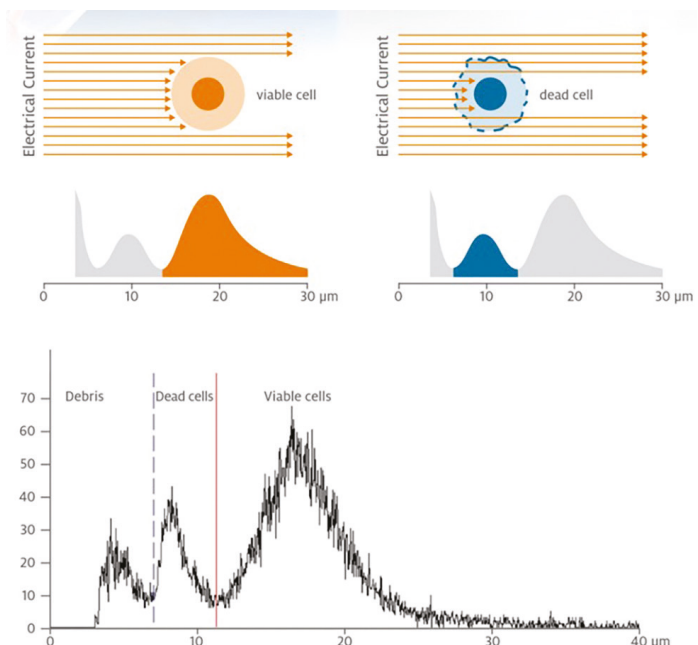 Electrical Current
viable cell
0 10 20 30 µm
Electrical Current
dead cell
0 10 20 30 µm
Debris Dead cells Viable cells
70
60
50
40
30
20
10
0
0 10 20 30 40 µm